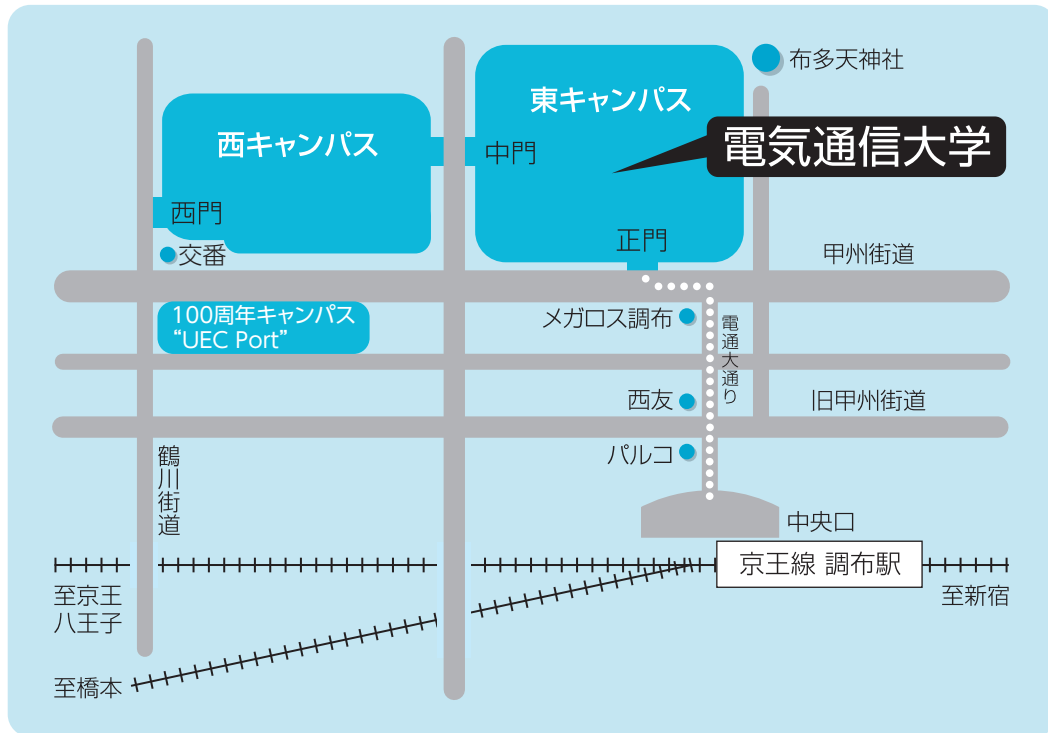 布多天神社
東キャンパス
西キャンパス
電気通信大学
中門
西門
正門
交番
甲州街道
100周年キャンパス
“UEC Port”
メガロス調布
電通大通り
西友
旧甲州街道
パルコ
鶴川街道
中央口
京王線 調布駅
至京王
八王子
至新宿
至橋本